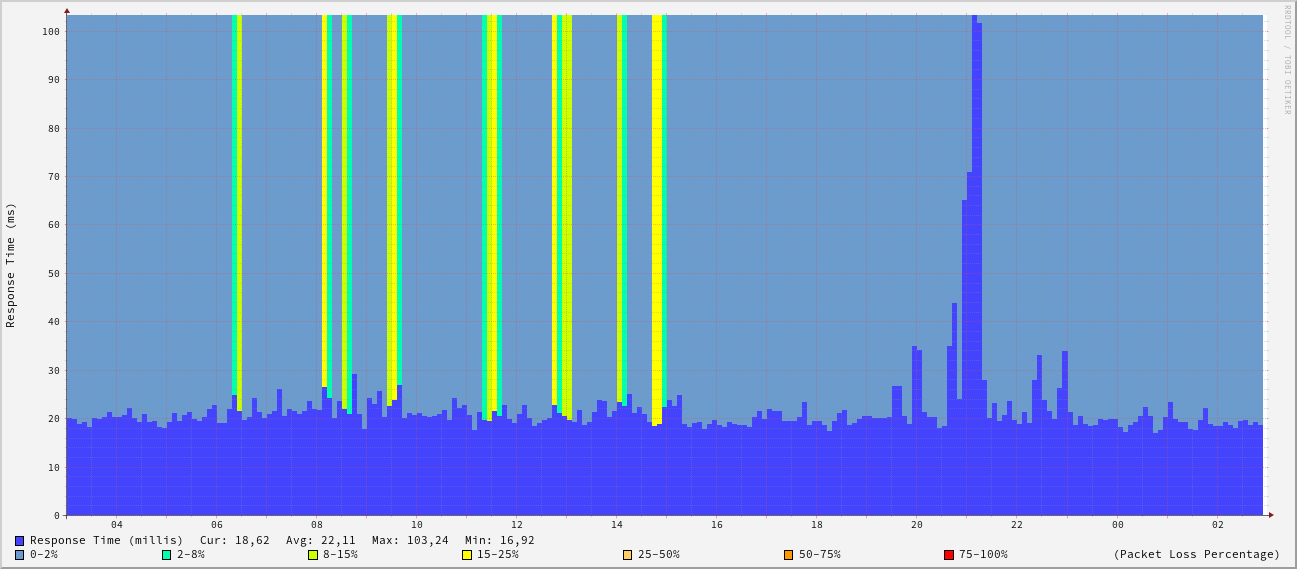 RRDTOOL / TOBI OETIKER
Response Time (ms)
100
90
80
70
60
50
40
30
20
10
0
04 06 08 10 12 14 16 18 20 22 00 02
Response Time (millis) Cur: 18,62 Avg: 22,11 Max: 103,24 Min: 16,92
0-2% 2-8% 8-15% 15-25% 25-50% 50-75% 75-100% (Packet Loss Percentage)